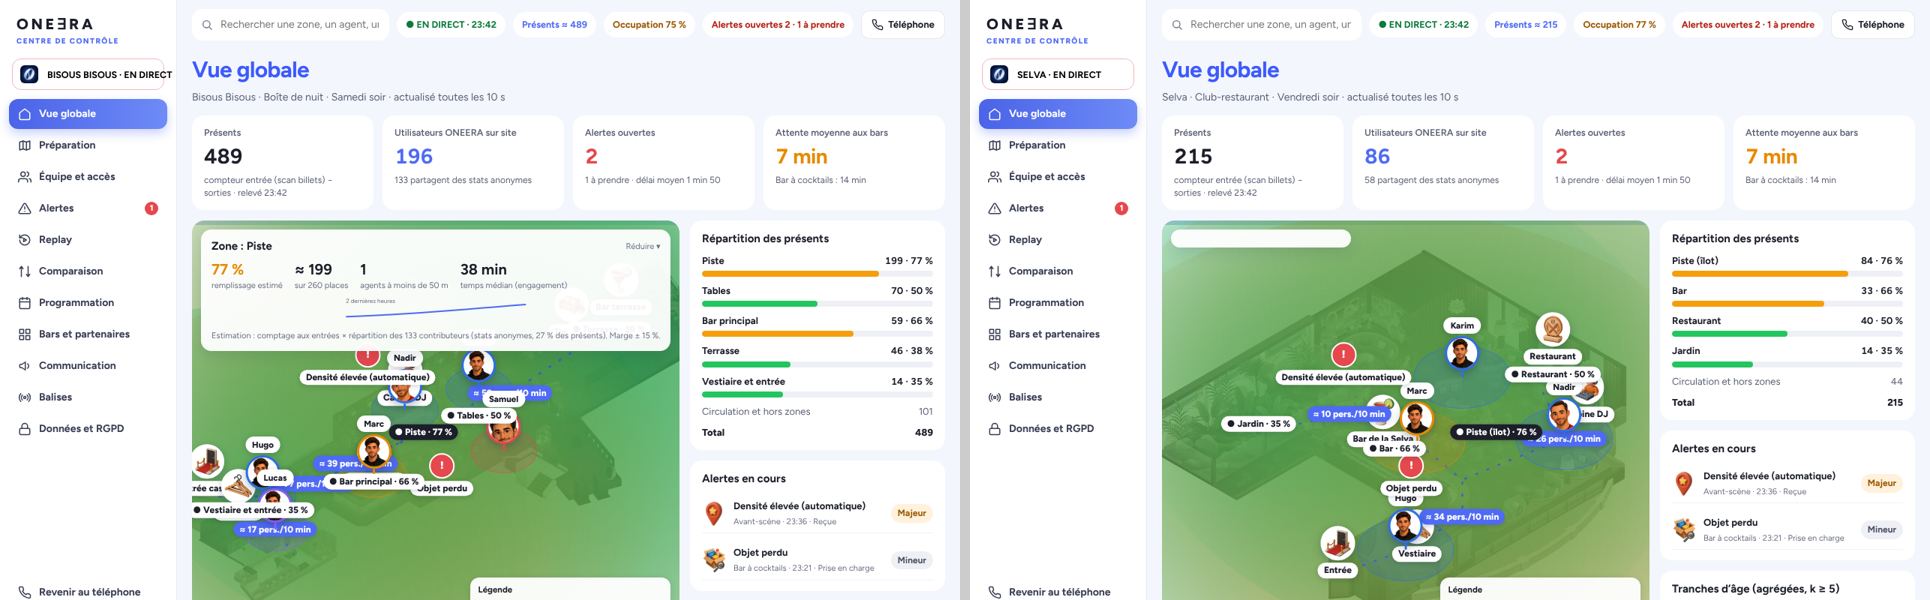 ONEERA
CENTRE DE CONTRÔLE
BISOUS BISOUS · EN DIRECT
Vue globale
Préparation
Équipe et accès
Alertes 1
Replay
Comparaison
Programmation
Bars et partenaires
Communication
Balises
Données et RGPD
Revenir au téléphone
Rechercher une zone, un agent, u
EN DIRECT · 23:42
Présents ≈ 489
Occupation 75 %
Alertes ouvertes 2 · 1 à prendre
Téléphone
Vue globale
Bisous Bisous · Boîte de nuit · Samedi soir · actualisé toutes les 10 s
Présents
489
compteur entrée (scan billets) −
sorties · relevé 23:42
Utilisateurs ONEERA sur site
196
133 partagent des stats anonymes
Alertes ouvertes
2
1 à prendre · délai moyen 1 min 50
Attente moyenne aux bars
7 min
Bar à cocktails : 14 min
Zone : Piste
Réduire ▾
77 %
remplissage estimé
≈ 199
sur 260 places
1
agents à moins de 50 m
38 min
temps médian (engagement)
2 dernières heures
Bar terrasse
Estimation : comptage aux entrées × répartition des 133 contributeurs (stats anonymes, 27 % des présents). Marge ± 15 %.
!
Nadir
Densité élevée (automatique)
DJ
/10 min
Samuel
Tables · 50 %
Marc
Piste · 77 %
Hugo
≈ 39 pers./
Lucas
Bar principal · 66 %
!
Objet perdu
Vestiaire et entrée · 35 %
≈ 17 pers./10 min
Légende
Répartition des présents
Piste 199 · 77 %
Tables 70 · 50 %
Bar principal 59 · 66 %
Terrasse 46 · 38 %
Vestiaire et entrée 14 · 35 %
Circulation et hors zones 101
Total 489
Alertes en cours
Densité élevée (automatique)
Avant-scène · 23:36 · Reçue
Majeur
Objet perdu
Bar à cocktails · 23:21 · Prise en charge
Mineur
ONEERA
CENTRE DE CONTRÔLE
SELVA · EN DIRECT
Vue globale
Préparation
Équipe et accès
Alertes 1
Replay
Comparaison
Programmation
Bars et partenaires
Communication
Balises
Données et RGPD
Revenir au téléphone
Rechercher une zone, un agent, ur
EN DIRECT · 23:42
Présents ≈ 215
Occupation 77 %
Alertes ouvertes 2 · 1 à prendre
Téléphone
Vue globale
Selva · Club-restaurant · Vendredi soir · actualisé toutes les 10 s
Présents
215
compteur entrée (scan billets) −
sorties · relevé 23:42
Utilisateurs ONEERA sur site
86
58 partagent des stats anonymes
Alertes ouvertes
2
1 à prendre · délai moyen 1 min 50
Attente moyenne aux bars
7 min
Bar à cocktails : 14 min
Karim
!
Restaurant
Densité élevée (automatique)
Restaurant · 50 %
Marc
Nadir
≈ 10 pers./10 min
ine DJ
Jardin · 35 %
Piste (îlot) · 76 %
26 pers./10 min
Bar de la Selva
Bar · 66 %
!
Objet perdu
Hugo
≈ 34 pers./10 min
Vestiaire
Entrée
Légende
Répartition des présents
Piste (îlot) 84 · 76 %
Bar 33 · 66 %
Restaurant 40 · 50 %
Jardin 14 · 35 %
Circulation et hors zones 44
Total 215
Alertes en cours
Densité élevée (automatique)
Avant-scène · 23:36 · Reçue
Majeur
Objet perdu
Bar à cocktails · 23:21 · Prise en charge
Mineur
Tranches d'âge (agrégées, k ≥ 5)